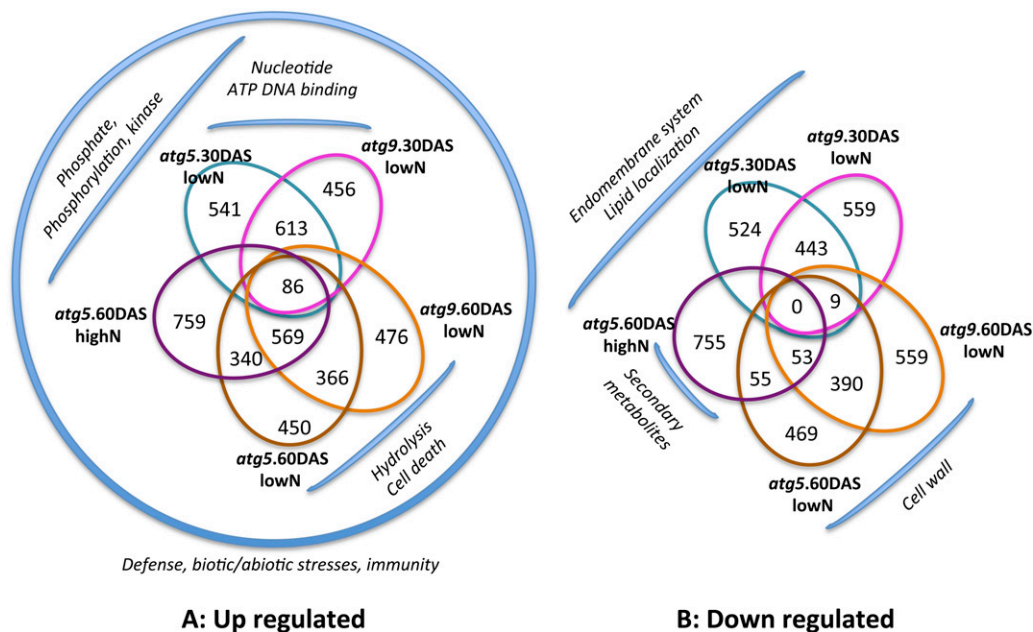 Nucleotide
ATP DNA binding
Phosphate,
Phosphorylation, kinase
atg5.30DAS
lowN
atg9.30DAS
lowN
541
456
613
86
atg5.60DAS
highN
759
569
476
atg9.60DAS
lowN
340
366
450
atg5.60DAS
lowN
Hydrolysis
Cell death
Defense, biotic/abiotic stresses, immunity
A: Up regulated
Endomembrane system
Lipid localization
atg5.30DAS
lowN
atg9.30DAS
lowN
524
559
443
0
9
atg5.60DAS
highN
755
53
559
atg9.60DAS
lowN
55
390
469
Secondary
metabolites
atg5.60DAS
lowN
Cell wall
B: Down regulated